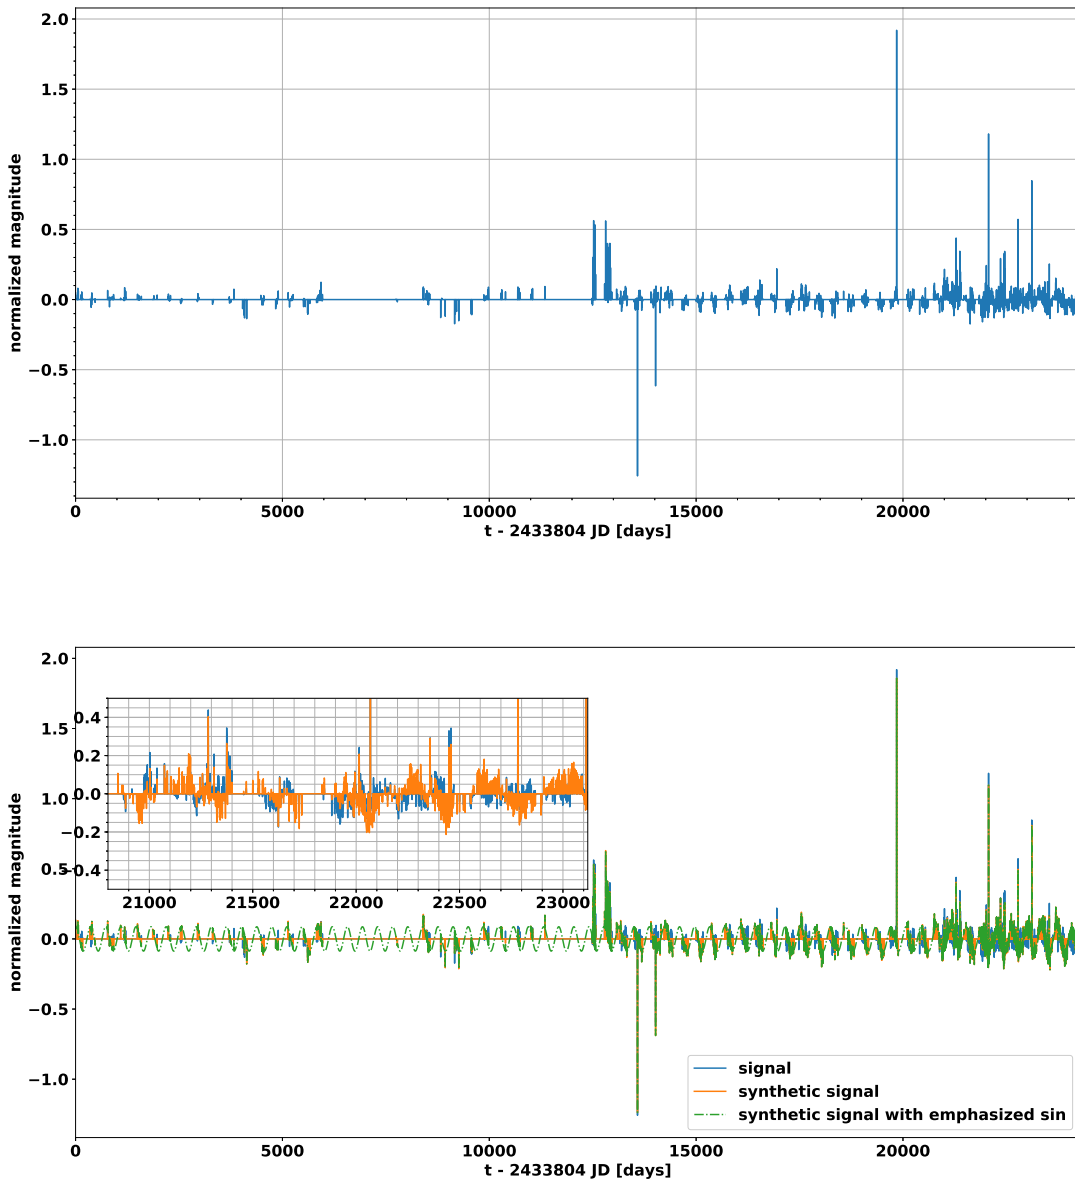 2.0
1.5
1.0
0.5
0.0
−0.5
−1.0
normalized magnitude
0 5000 10000 15000 20000
t - 2433804 JD [days]
2.0
1.5
1.0
0.5
0.0
−0.5
−1.0
normalized magnitude
0.4
0.2
0.0
−0.2
−0.4
21000 21500 22000 22500 23000
signal
synthetic signal
synthetic signal with emphasized sin
0 5000 10000 15000 20000
t - 2433804 JD [days]